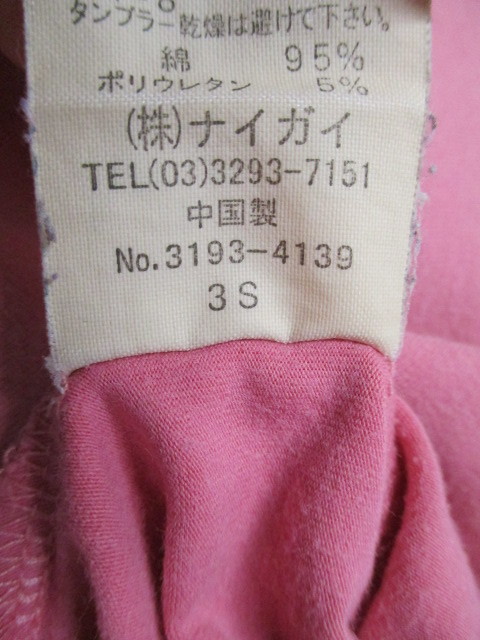 タンブラー乾燥は避けて下さい。
綿 95%
ポリウレタン 5%
(株)ナイガイ
TEL(03)3293-7151
中国製
No.3193-4139
3S